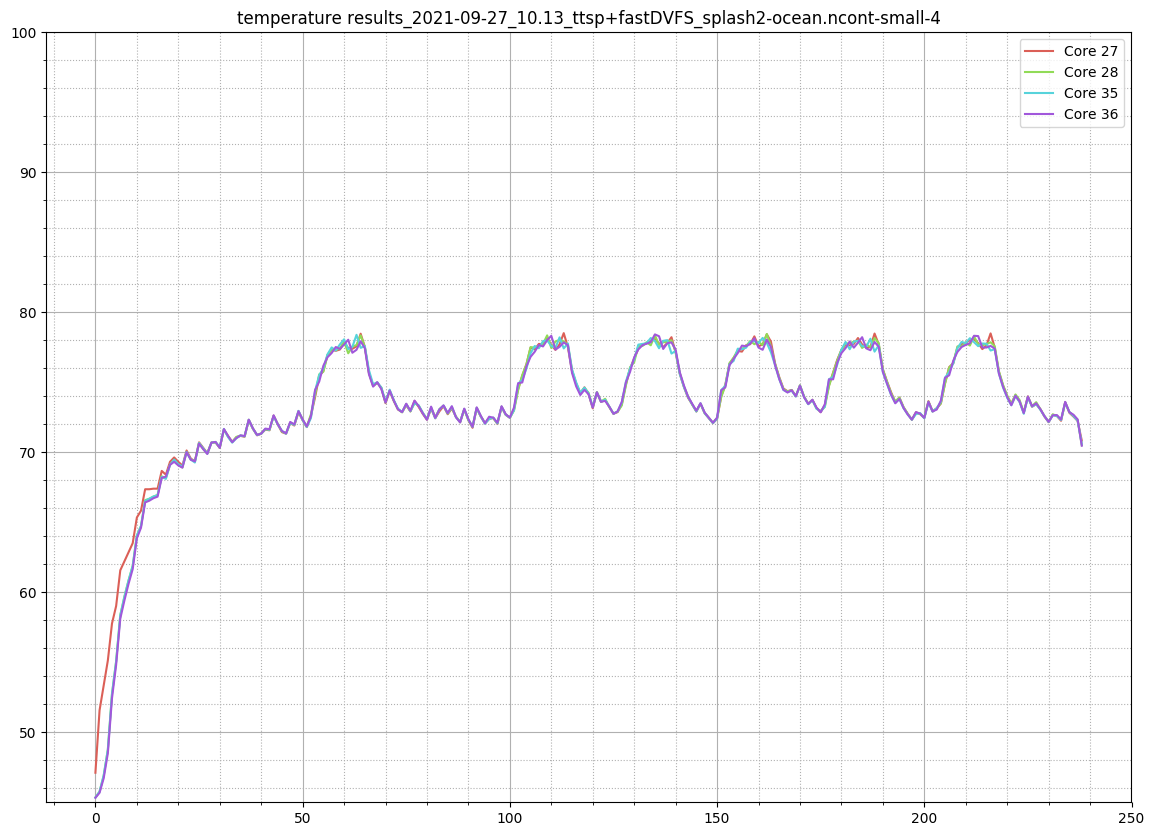 temperature results_2021-09-27_10.13_ttsp+fastDVFS_splash2-ocean.ncont-small-4
Core 27
Core 28
Core 35
Core 36
100
90
80
70
60
50
0 50 100 150 200 250